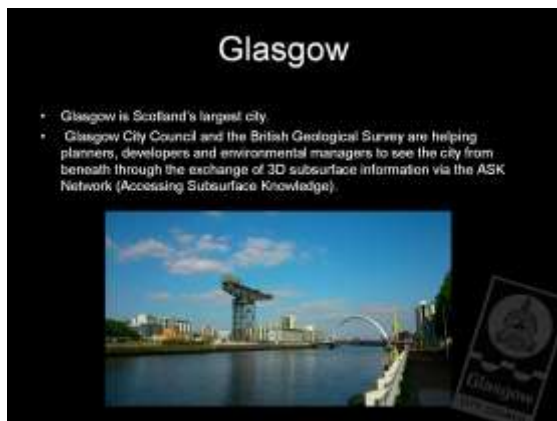 Glasgow
• Glasgow is Scotland's largest city.
• Glasgow City Council and the British Geological Survey are helping
planners, developers and environmental managers to see the city from
beneath through the exchange of 3D subsurface information via the ASK
Network (Accessing Subsurface Knowledge).
Glasgow